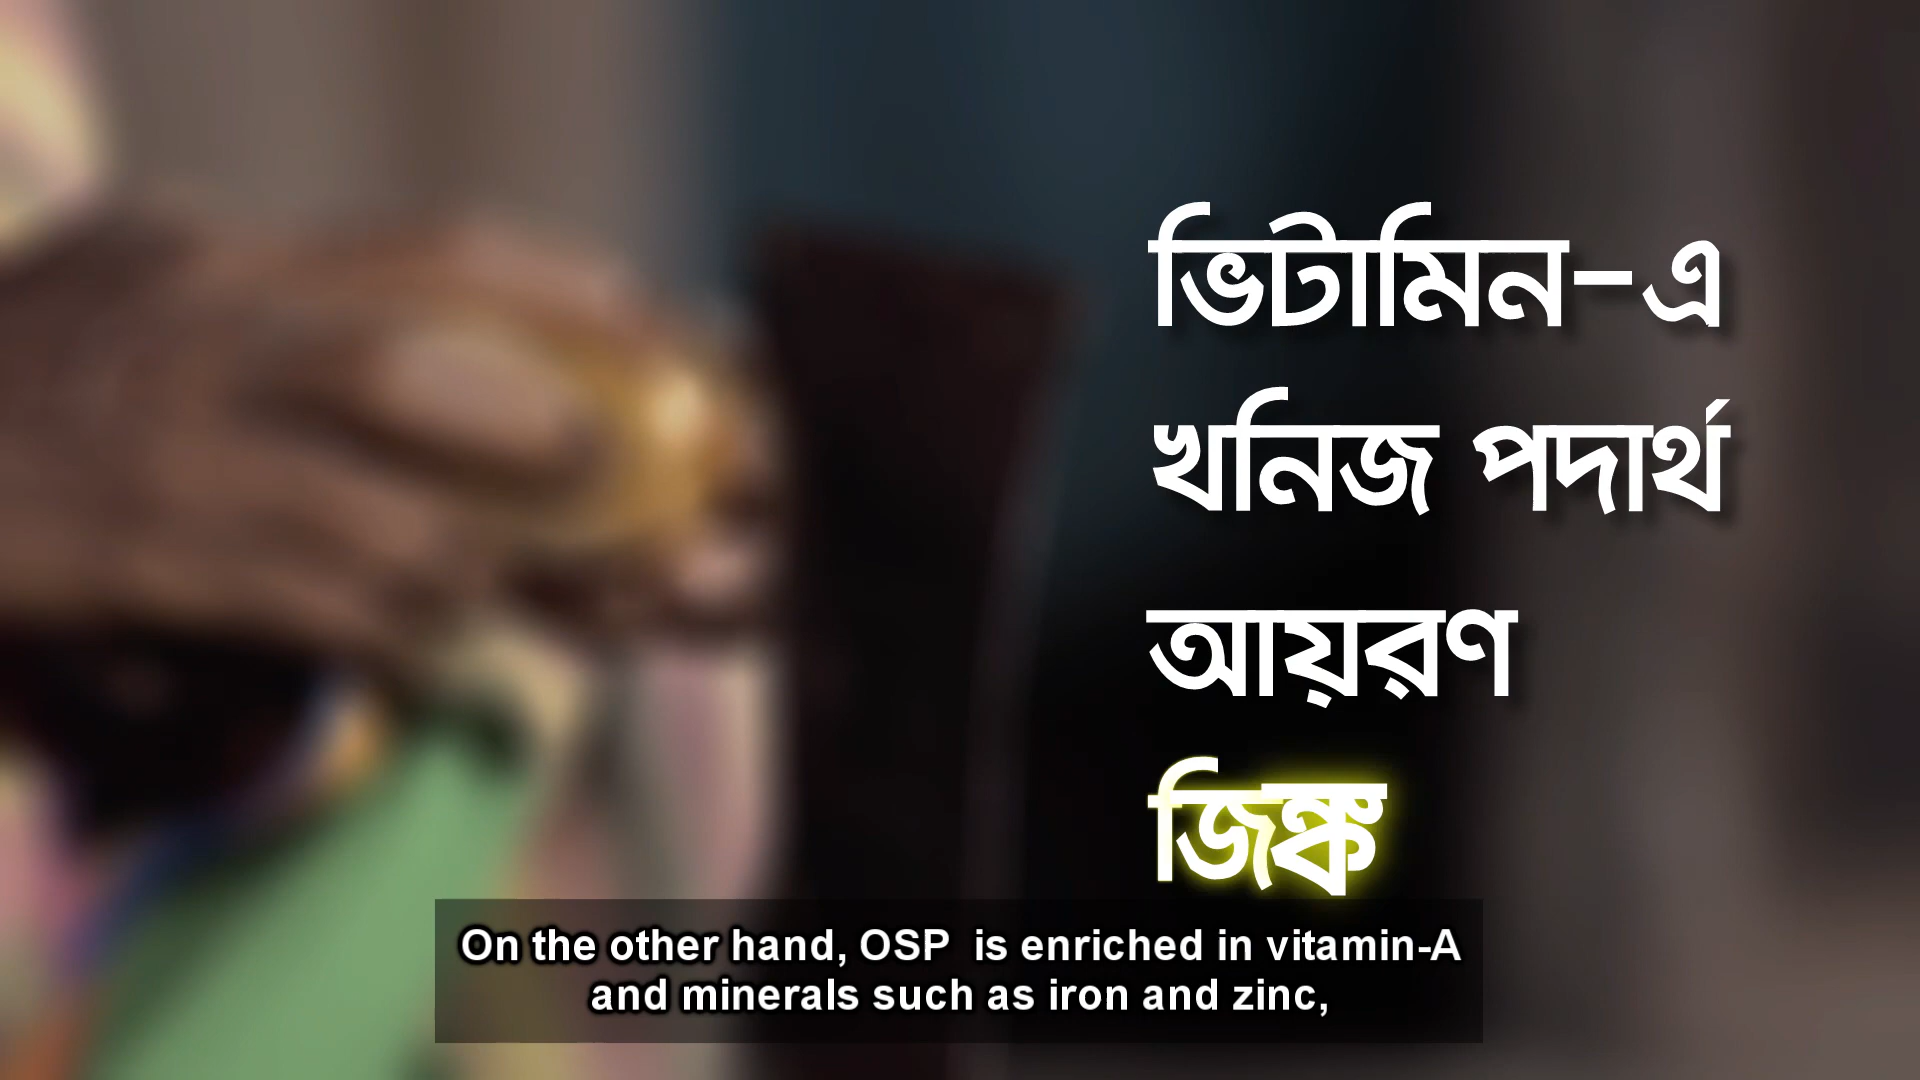 ভিটামিন-এ
খনিজ পদার্থ
আয়রণ
জিঙ্ক
On the other hand, OSP  is enriched in vitamin-A
and minerals such as iron and zinc,